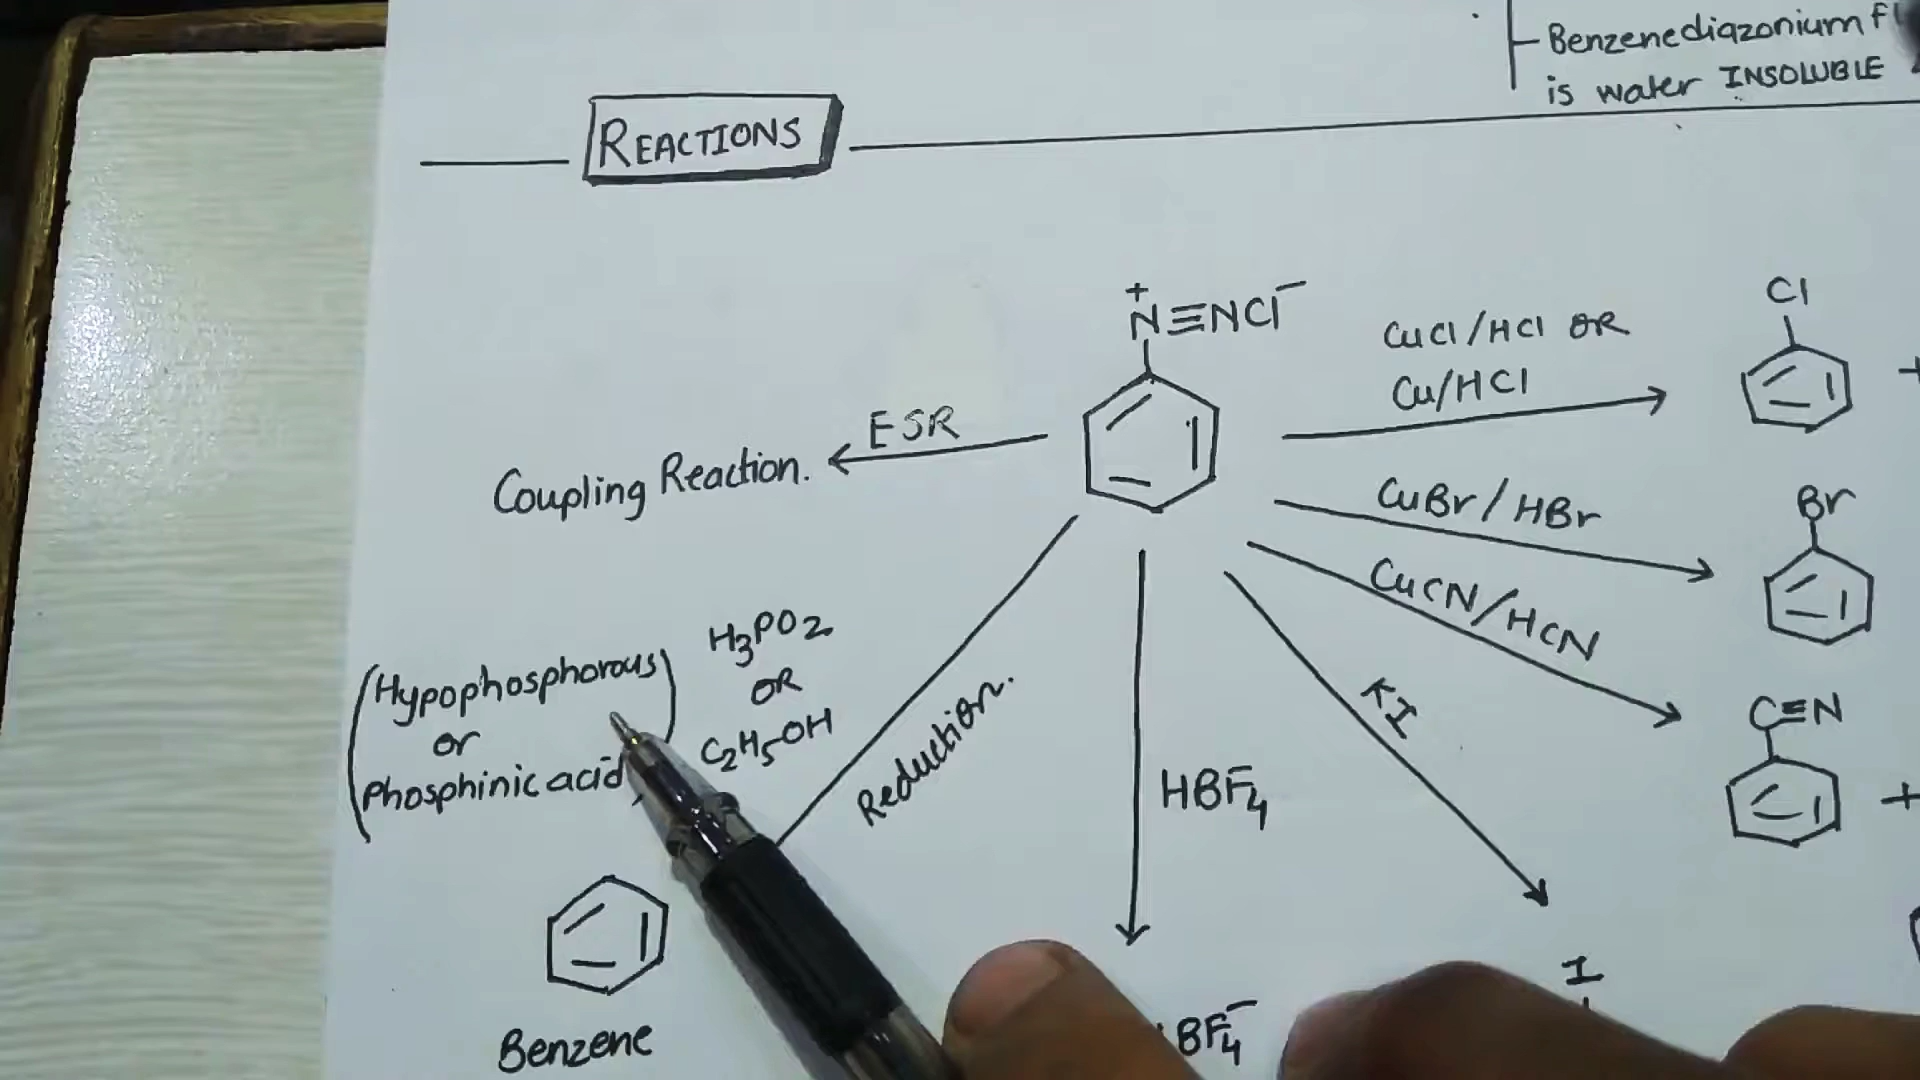 Benzenediazonium Fl
is water INSOLUBLE
REACTIONS
+
N≡NCl⁻
CuCl/HCl OR
Cu/HCl
Cl
+
ESR
Coupling Reaction.
CuBr/HBr
Br
CuCN/HCN
C≡N
+
KI
I
HBF₄
BF₄⁻
Reduction.
H₃PO₂
OR
C₂H₅OH
(Hypophosphorous)
or
Phosphinic acid
Benzene